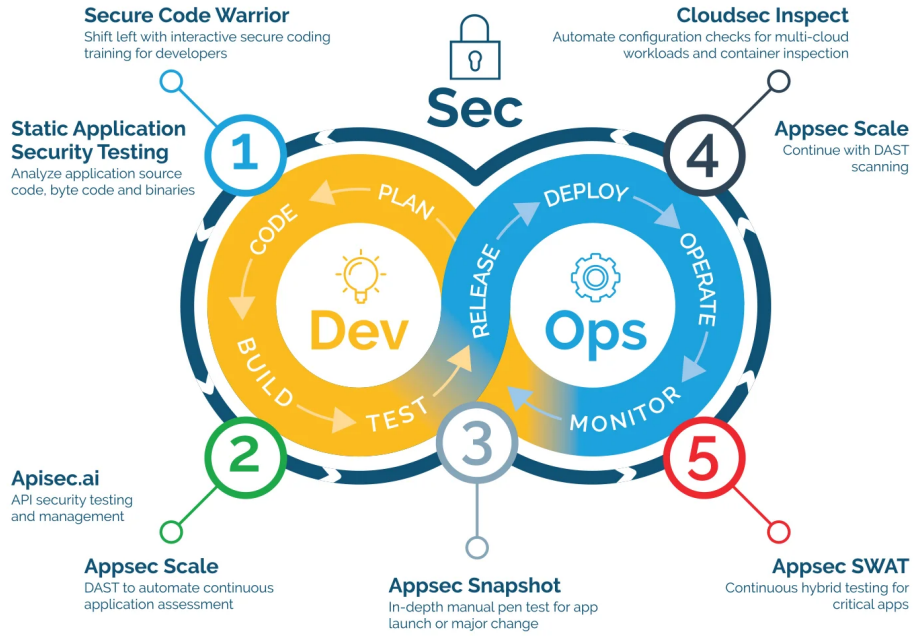 Secure Code Warrior
Shift left with interactive secure coding
training for developers
Static Application
Security Testing
Analyze application source
code, byte code and binaries
1
Sec
Cloudsec Inspect
Automate configuration checks for multi-cloud
workloads and container inspection
4
Appsec Scale
Continue with DAST
scanning
PLAN
CODE
BUILD
TEST
Dev
RELEASE
DEPLOY
OPERATE
MONITOR
Ops
2
Apisec.ai
API security testing
and management
Appsec Scale
DAST to automate continuous
application assessment
3
Appsec Snapshot
In-depth manual pen test for app
launch or major change
5
Appsec SWAT
Continuous hybrid testing for
critical apps